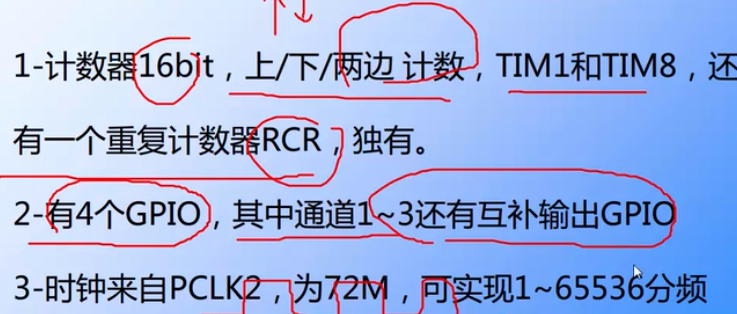 1-计数器16bit，上/下/两边 计数，TIM1和TIM8，还
有一个重复计数器RCR，独有。
2-有4个GPIO，其中通道1~3还有互补输出GPIO
3-时钟来自PCLK2，为72M，可实现1~65536分频